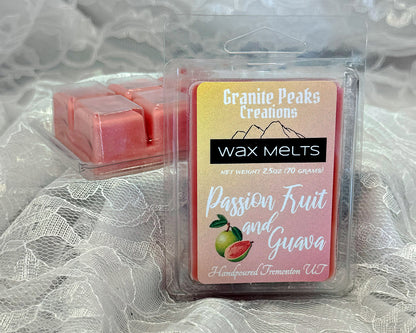 Granite Peaks
Creations
WAX MELTS
NET WEIGHT 2.5OZ (70 GRAMS)
Passion Fruit
and
Guava
Handpoured Tremonton UT